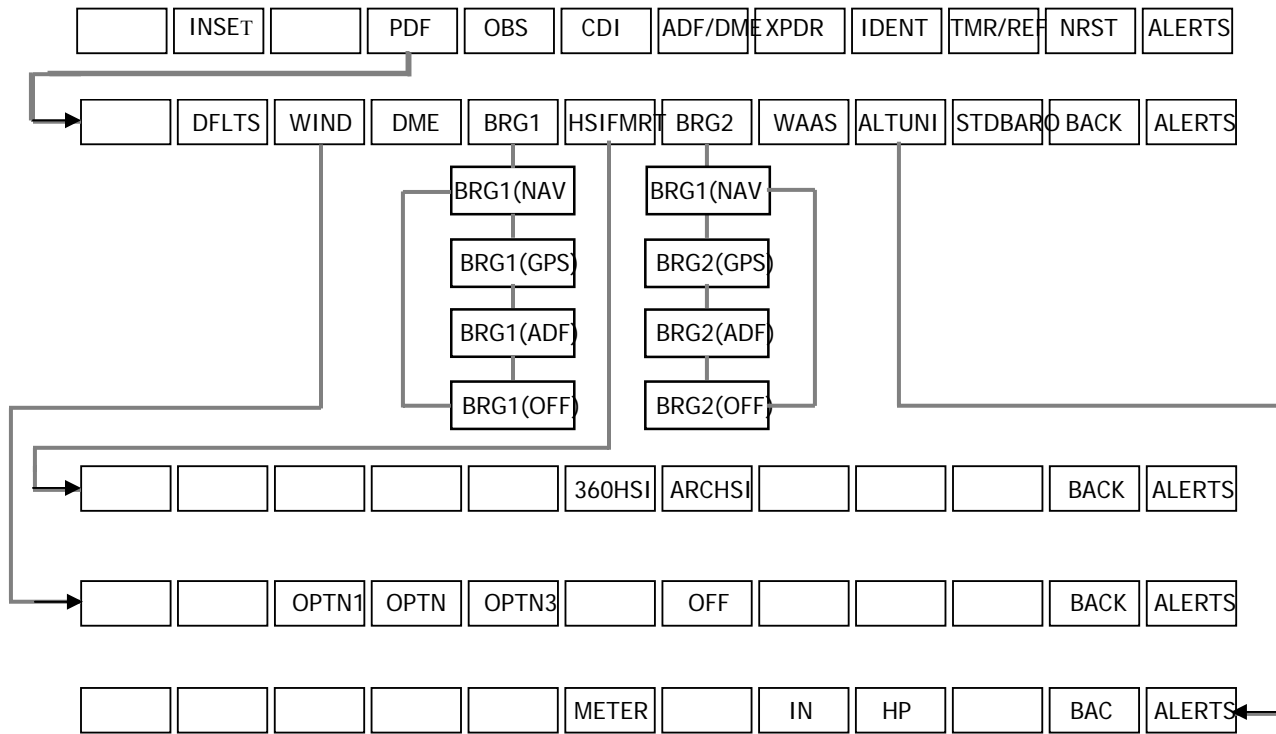 INSET PDF OBS CDI ADF/DME XPDR IDENT TMR/REF NRST ALERTS
DFLTS WIND DME BRG1 HSIFMRT BRG2 WAAS ALTUNI STDBARO BACK ALERTS
BRG1(NAV BRG1(NAV
BRG1(GPS) BRG2(GPS)
BRG1(ADF) BRG2(ADF)
BRG1(OFF) BRG2(OFF)
360HSI ARCHSI BACK ALERTS
OPTN1 OPTN OPTN3 OFF BACK ALERTS
METER IN HP BAC ALERTS